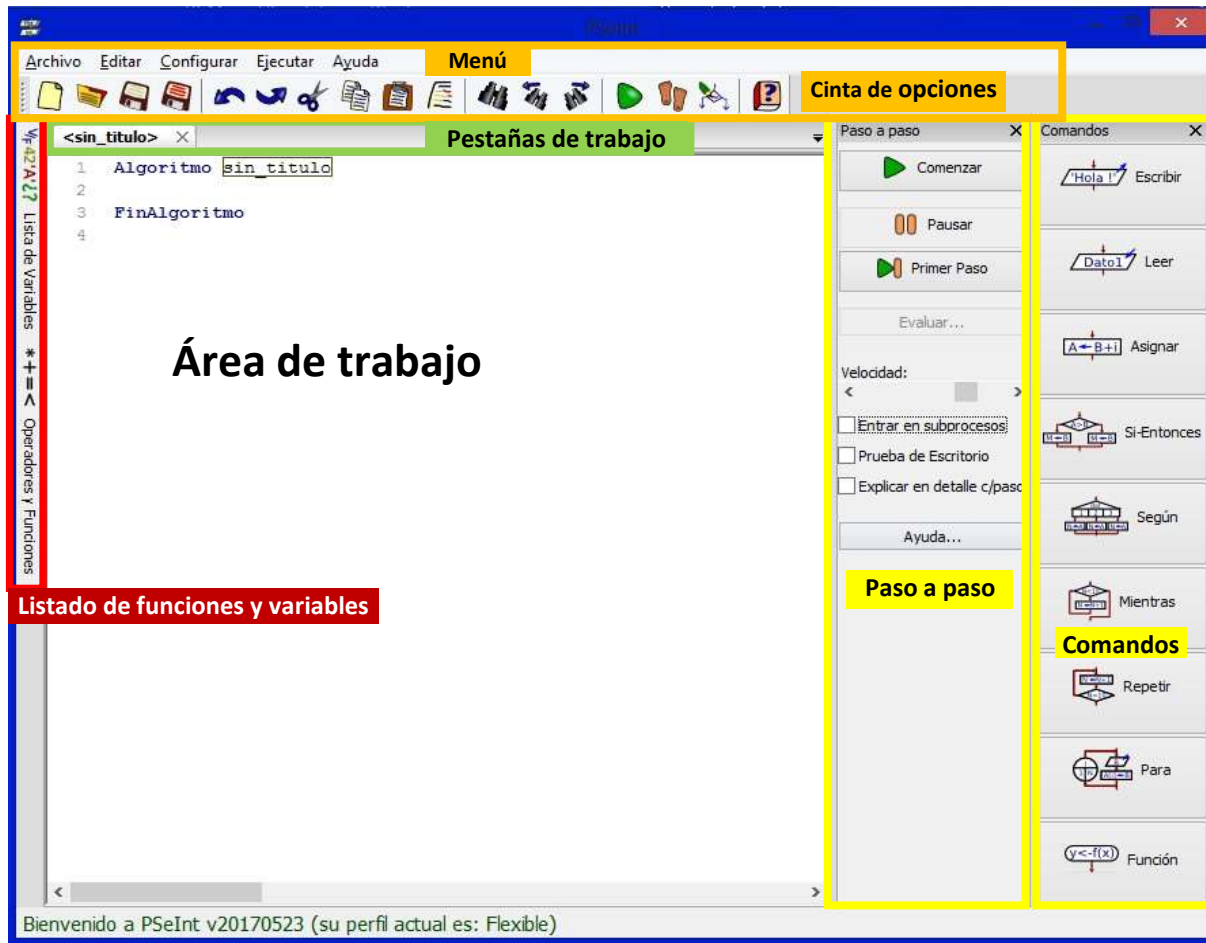 PSeInt
Archivo Editar Configurar Ejecutar Ayuda
Menú
Cinta de opciones
<sin_titulo>
Pestañas de trabajo
1 Algoritmo sin_titulo
2
3 FinAlgoritmo
4
Área de trabajo
42 'A' ¿? Lista de Variables
*+=< Operadores y Funciones
Listado de funciones y variables
Paso a paso
Comenzar
Pausar
Primer Paso
Evaluar...
Velocidad:
Entrar en subprocesos
Prueba de Escritorio
Explicar en detalle c/paso
Ayuda...
Paso a paso
Comandos
'Hola !' Escribir
Dato1 Leer
A←B+i Asignar
Si-Entonces
Según
Mientras
Comandos
Repetir
Para
y<-f(x) Función
Bienvenido a PSeInt v20170523 (su perfil actual es: Flexible)